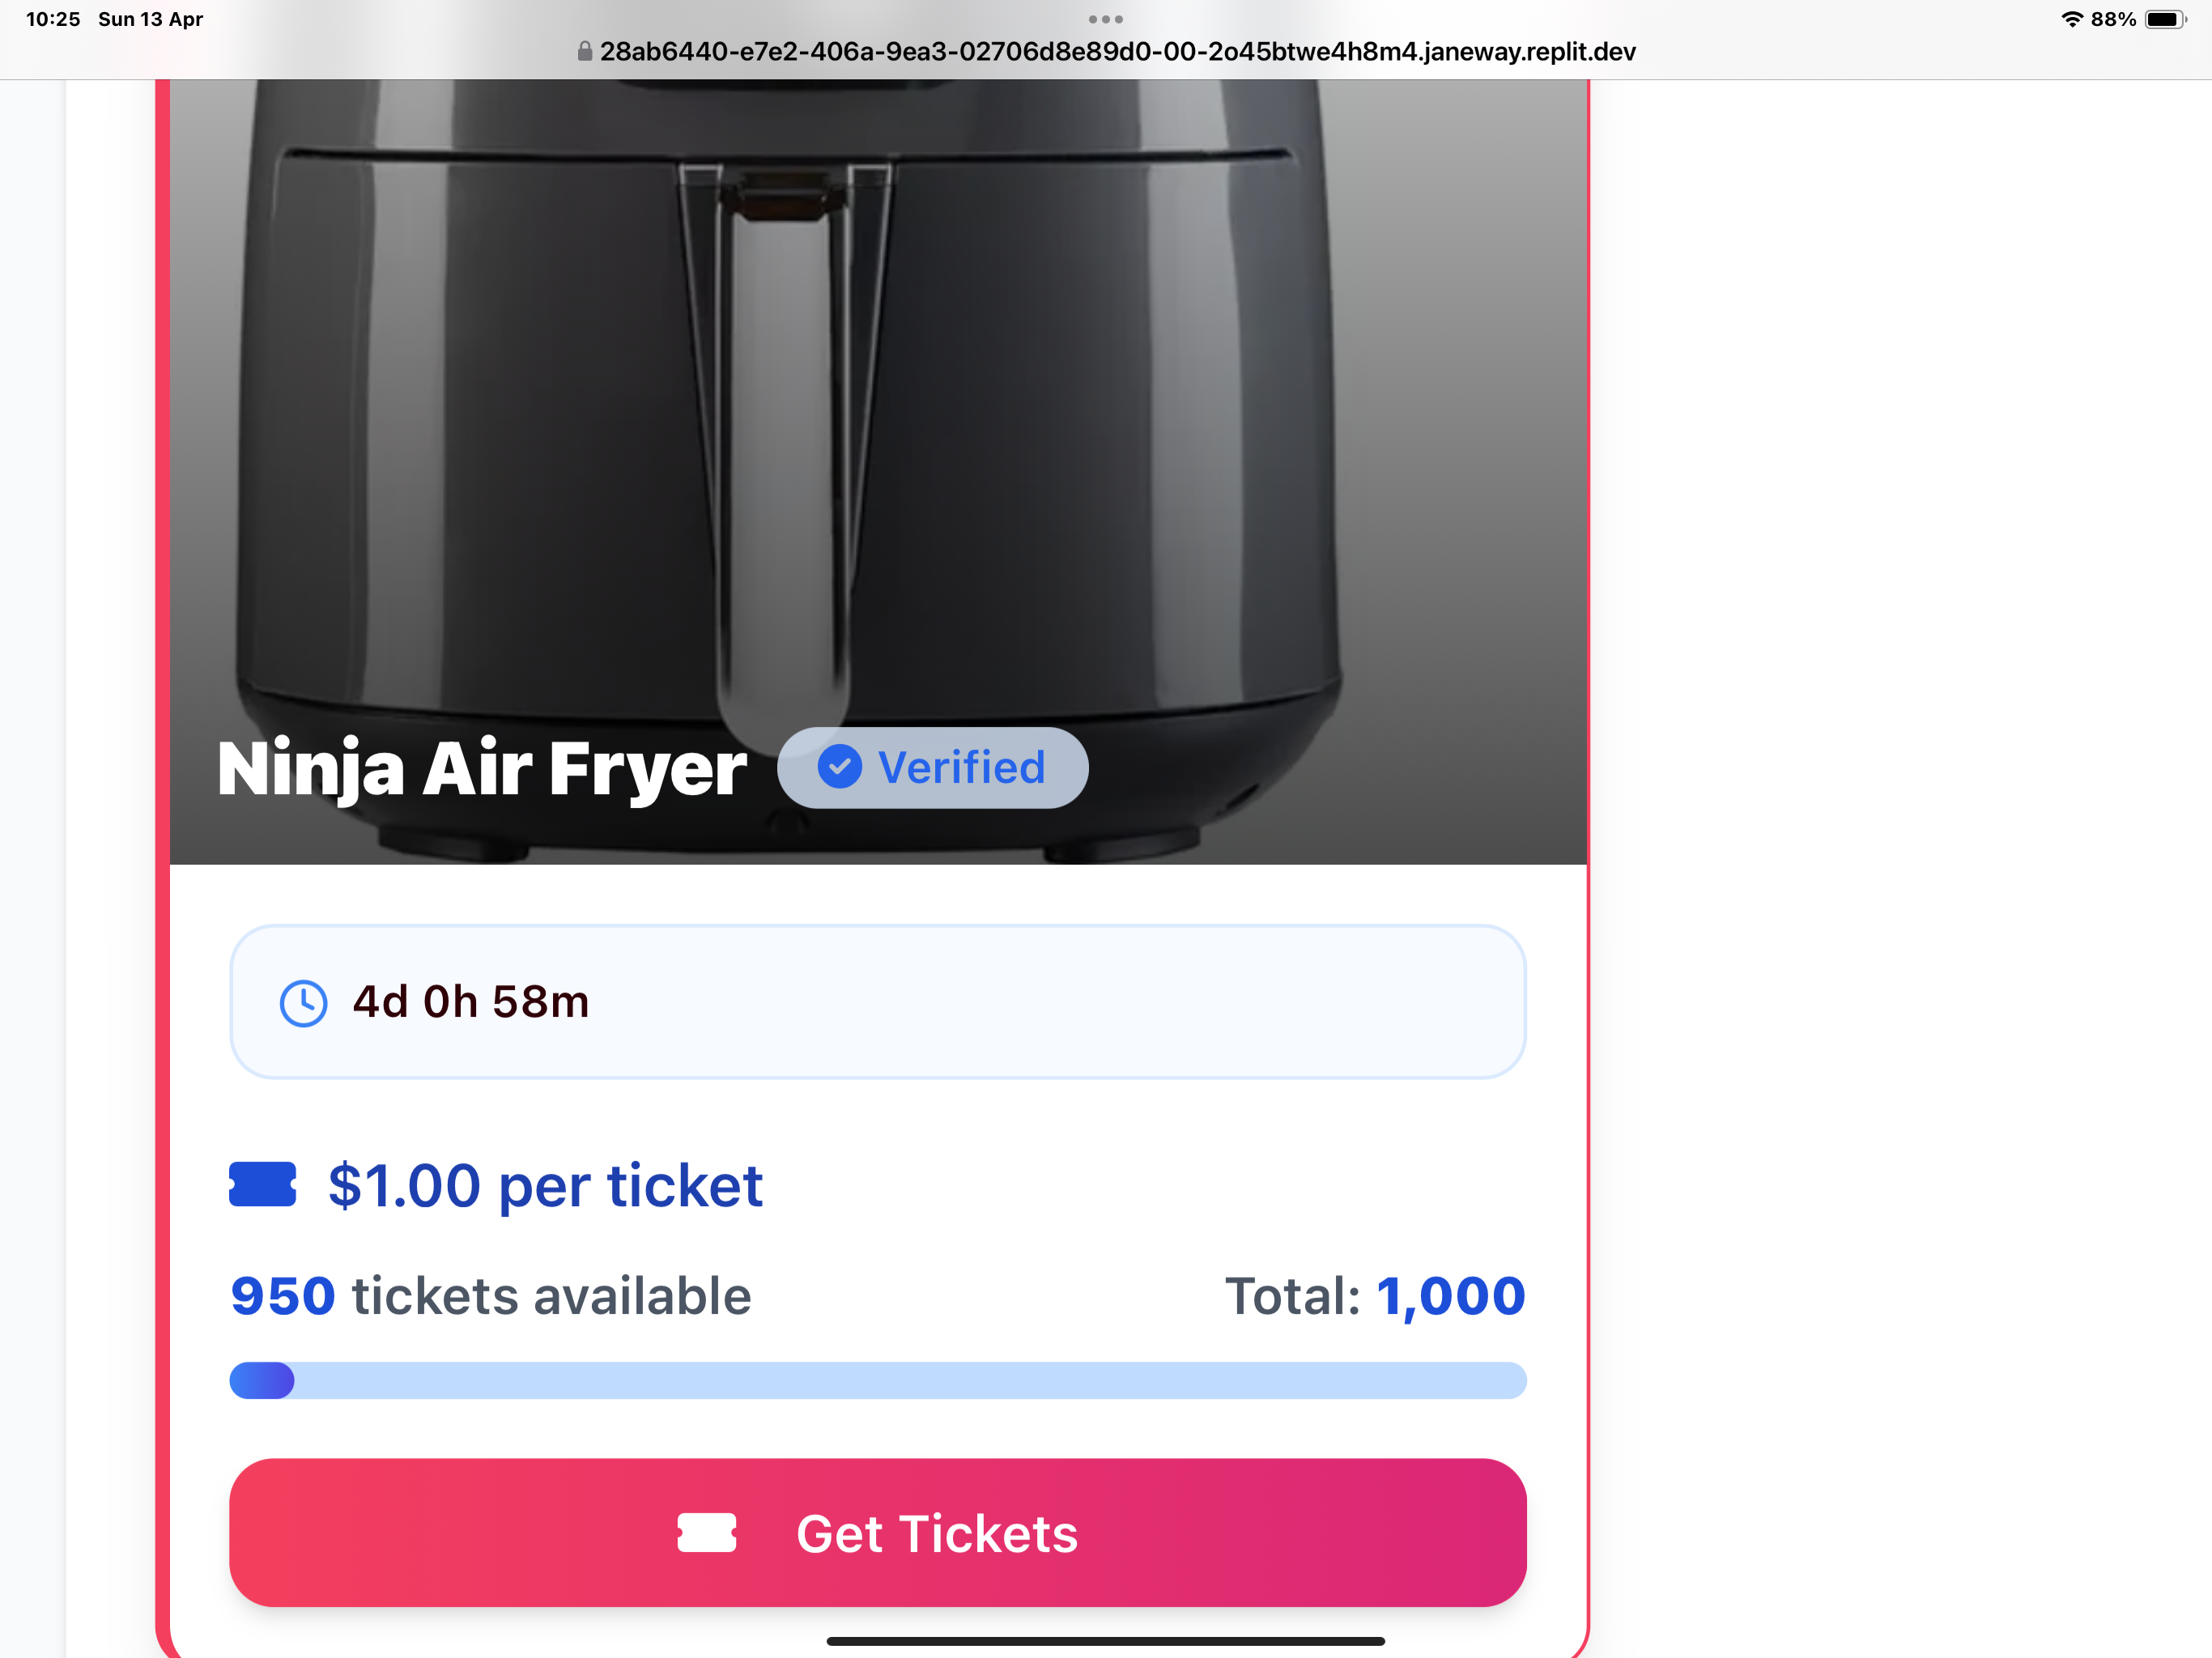 10:25 Sun 13 Apr
88%
28ab6440-e7e2-406a-9ea3-02706d8e89d0-00-2o45btwe4h8m4.janeway.replit.dev
Ninja Air Fryer
Verified
4d 0h 58m
$1.00 per ticket
950 tickets available
Total: 1,000
Get Tickets